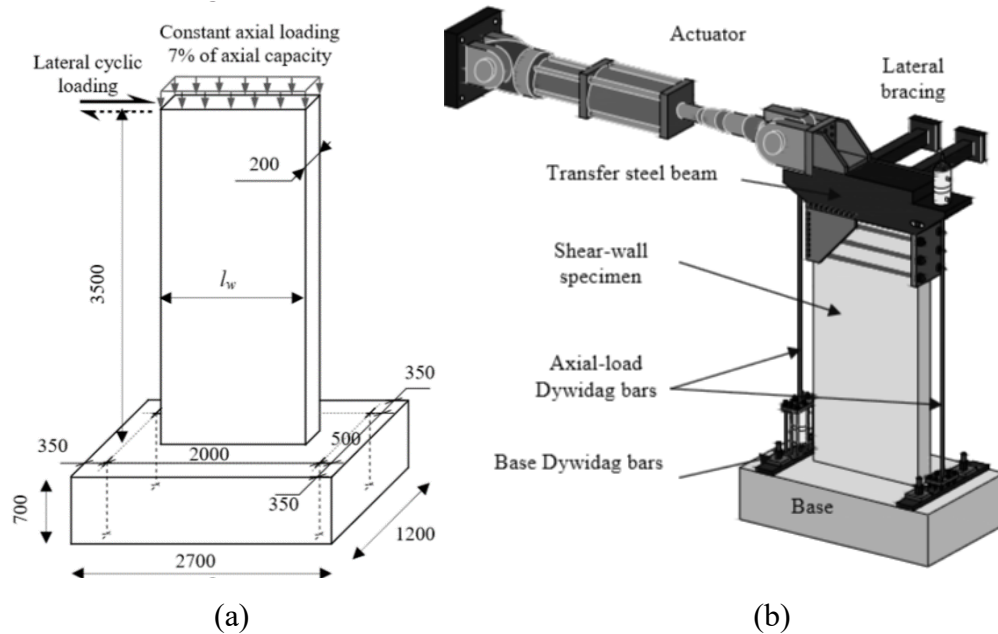 Constant axial loading
7% of axial capacity
Lateral cyclic
loading
200
3500
l_w
350
500
2000
350
350
700
1200
2700
(a)
Actuator
Lateral
bracing
Transfer steel beam
Shear-wall
specimen
Axial-load
Dywidag bars
Base Dywidag bars
Base
(b)